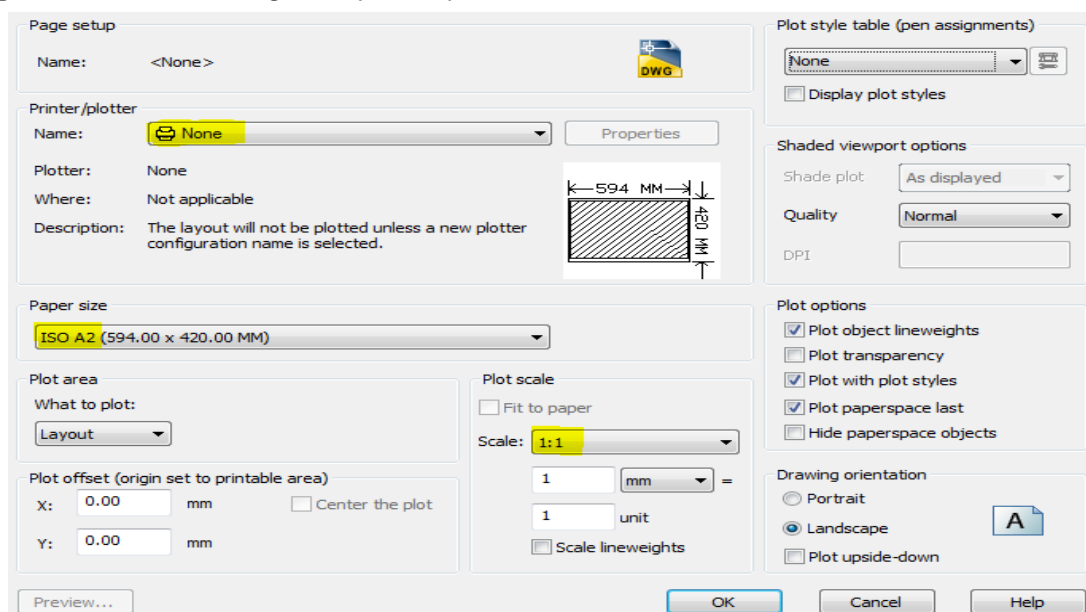 Page setup
Name: <None>
DWG
Printer/plotter
Name: None
Properties
Plotter: None
Where: Not applicable
Description: The layout will not be plotted unless a new plotter
configuration name is selected.
594 MM
420 MM
Paper size
ISO A2 (594.00 x 420.00 MM)
Plot area
What to plot:
Layout
Plot offset (origin set to printable area)
X: 0.00 mm
Center the plot
Y: 0.00 mm
Plot scale
Fit to paper
Scale: 1:1
1 mm =
1 unit
Scale lineweights
Plot style table (pen assignments)
None
Display plot styles
Shaded viewport options
Shade plot As displayed
Quality Normal
DPI
Plot options
Plot object lineweights
Plot transparency
Plot with plot styles
Plot paperspace last
Hide paperspace objects
Drawing orientation
Portrait
Landscape
A
Plot upside-down
Preview...
OK
Cancel
Help